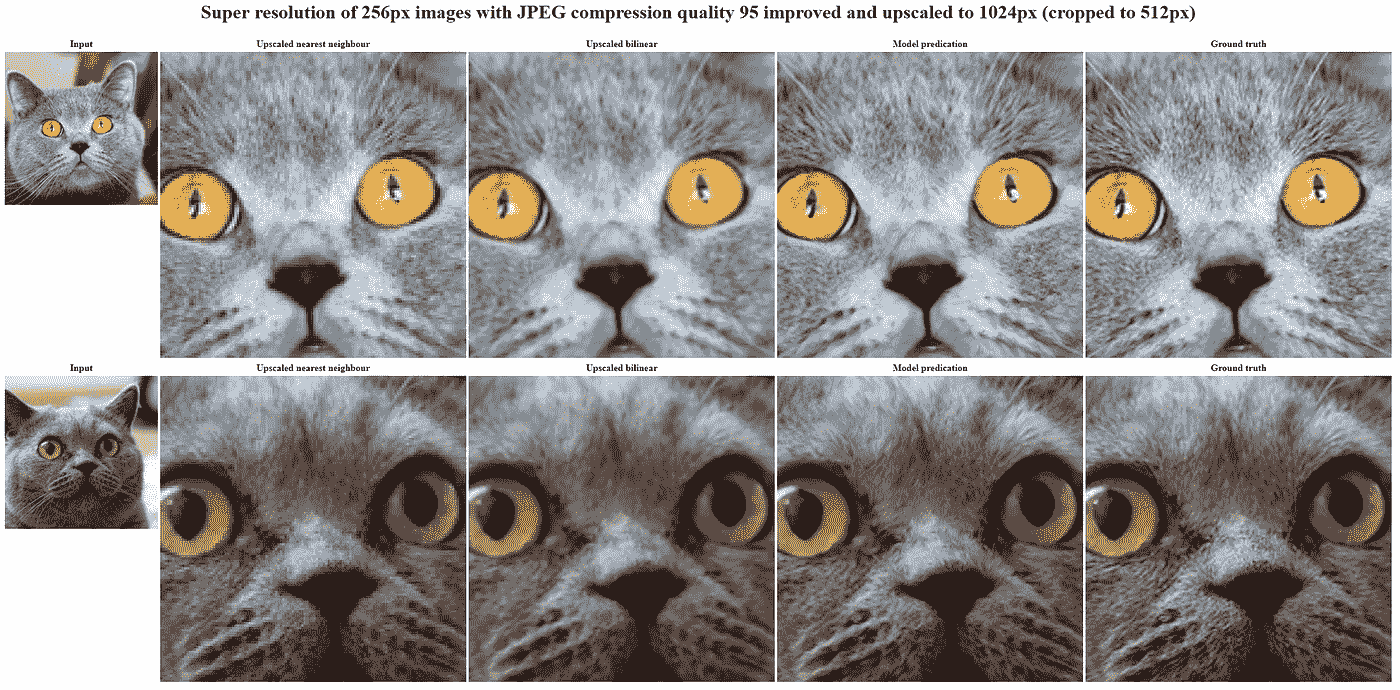 Super resolution of 256px images with JPEG compression quality 95 improved and upscaled to 1024px (cropped to 512px)
Input Upscaled nearest neighbour Upscaled bilinear Model predication Ground truth
Input Upscaled nearest neighbour Upscaled bilinear Model predication Ground truth